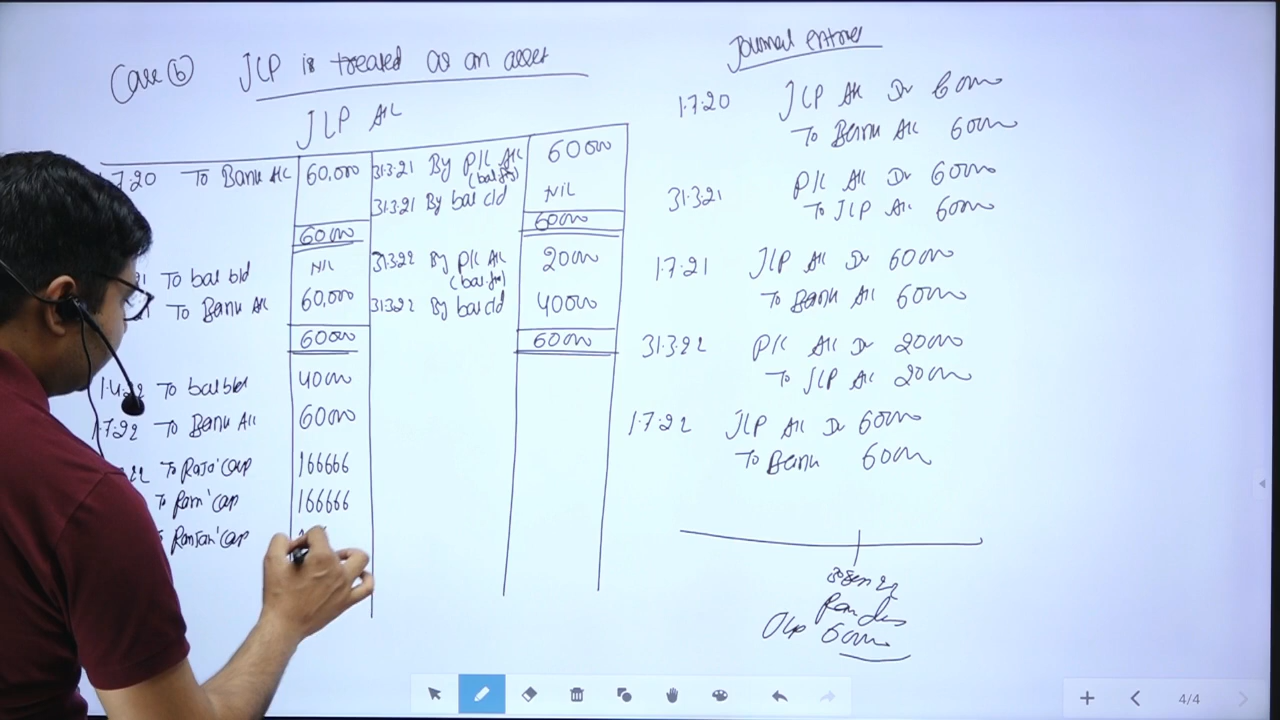 Case (b) JLP is treated as an asset
JLP A/c
1.7.20 To Bank A/c 60,000 31.3.21 By P/L A/c 60000
(bal.fig)
31.3.21 By bal c/d NIL
60000 60000
To bal b/d NIL 31.3.22 By P/L A/c 20000
(bal.fig)
To Bank A/c 60,000 31.3.22 By bal c/d 40000
60000 60000
1.4.22 To bal b/d 40000
1.7.22 To Bank A/c 60000
22 To Raja' cap 166666
To Ram' cap 166666
To Ranjan' cap
Journal entries
1.7.20 JLP A/c Dr 60000
To Bank A/c 60000
31.3.21 P/L A/c Dr 60000
To JLP A/c 60000
1.7.21 JLP A/c Dr 60000
To Bank A/c 60000
31.3.22 P/L A/c Dr 20000
To JLP A/c 20000
1.7.22 JLP A/c Dr 60000
To Bank 60000
4/4